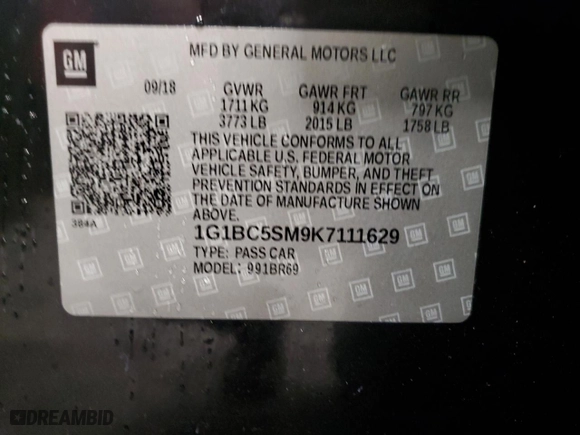 GM
MFD BY GENERAL MOTORS LLC
09/18 GVWR GAWR FRT GAWR RR
1711 KG 914 KG 797 KG
3773 LB 2015 LB 1758 LB
THIS VEHICLE CONFORMS TO ALL
APPLICABLE U.S. FEDERAL MOTOR
VEHICLE SAFETY, BUMPER, AND THEFT
PREVENTION STANDARDS IN EFFECT ON
THE DATE OF MANUFACTURE SHOWN
ABOVE.
384A
1G1BC5SM9K7111629
TYPE: PASS CAR
MODEL: 991BR69
DREAMBID